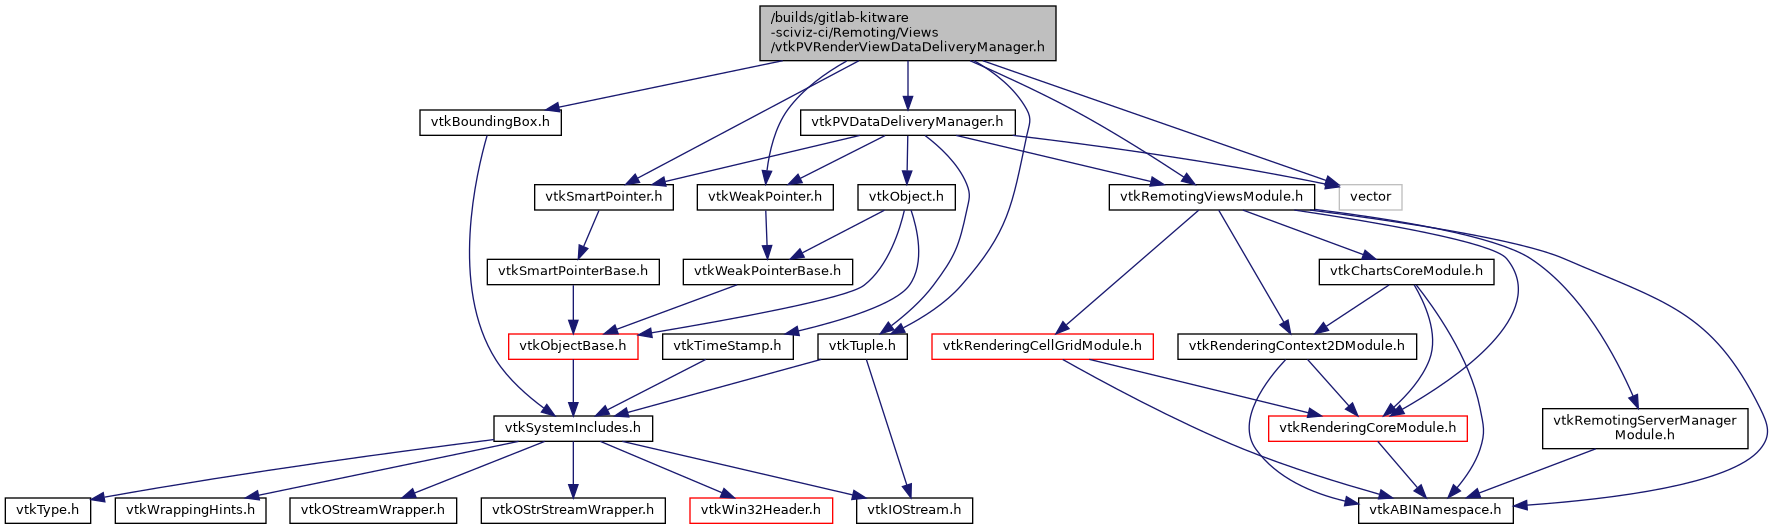 /builds/gitlab-kitware
-sciviz-ci/Remoting/Views
/vtkPVRenderViewDataDeliveryManager.h
vtkBoundingBox.h
vtkPVDataDeliveryManager.h
vtkSmartPointer.h
vtkWeakPointer.h
vtkObject.h
vtkRemotingViewsModule.h
vector
vtkSmartPointerBase.h
vtkWeakPointerBase.h
vtkChartsCoreModule.h
vtkObjectBase.h
vtkTimeStamp.h
vtkTuple.h
vtkRenderingCellGridModule.h
vtkRenderingContext2DModule.h
vtkSystemIncludes.h
vtkRenderingCoreModule.h
vtkRemotingServerManager
Module.h
vtkType.h
vtkWrappingHints.h
vtkOStreamWrapper.h
vtkOStrStreamWrapper.h
vtkWin32Header.h
vtkIOStream.h
vtkABINamespace.h